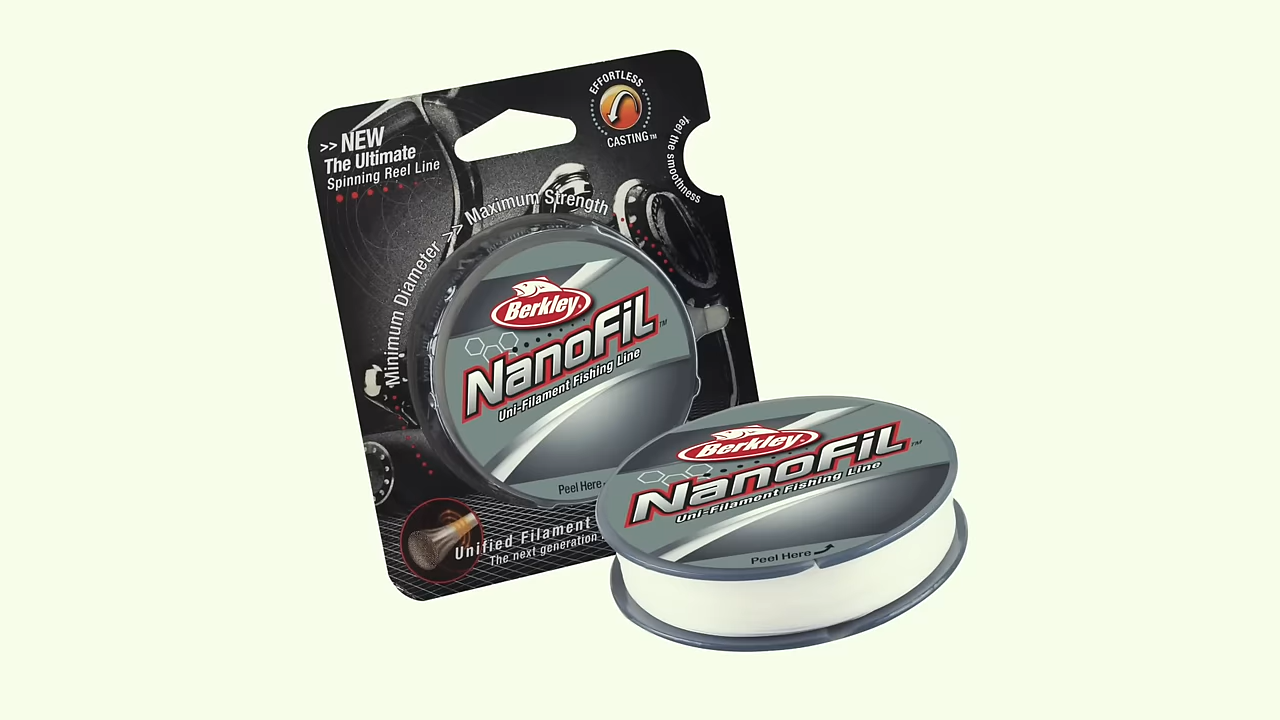 >> NEW
The Ultimate
Spinning Reel Line
EFFORTLESS
CASTING™
feel the smoothness
Minimum Diameter >> Maximum Strength
Berkley®
NanoFil™
Uni-Filament Fishing Line
Peel Here
Unified Filament
The next generation
Berkley®
NanoFil™
Uni-Filament Fishing Line
Peel Here